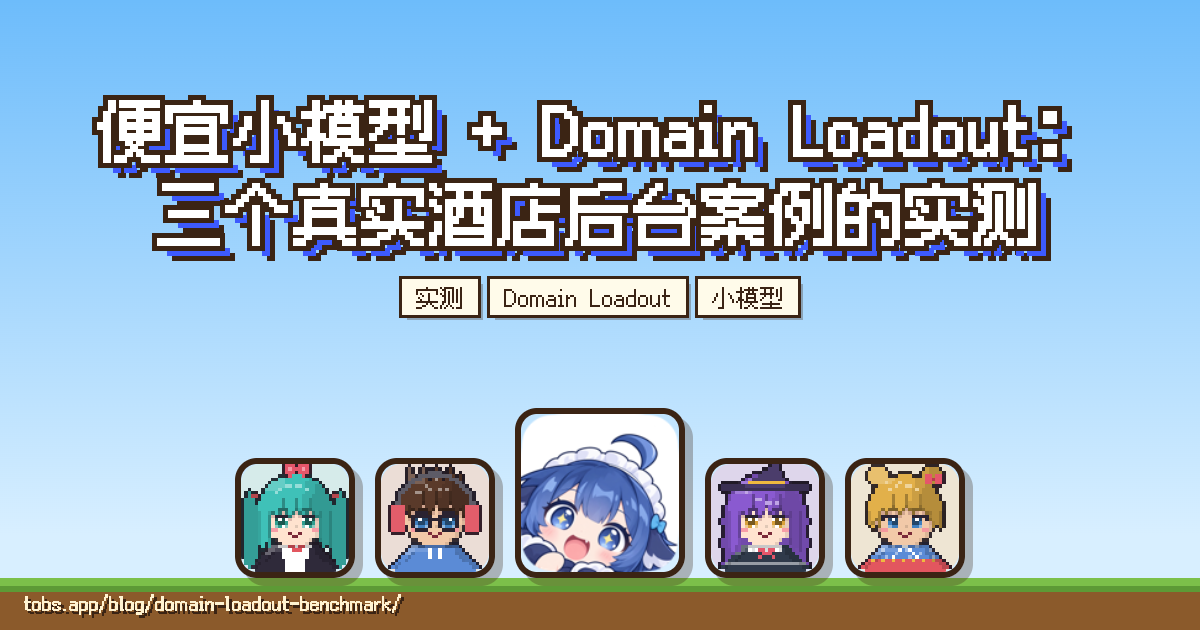 便宜小模型 + Domain Loadout:
三个真实酒店后台案例的实测
实测
Domain Loadout
小模型
tobs.app/blog/domain-loadout-benchmark/